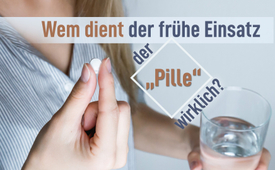 Wem dient der frühe Einsatz
der
„Pille“
wirklich?